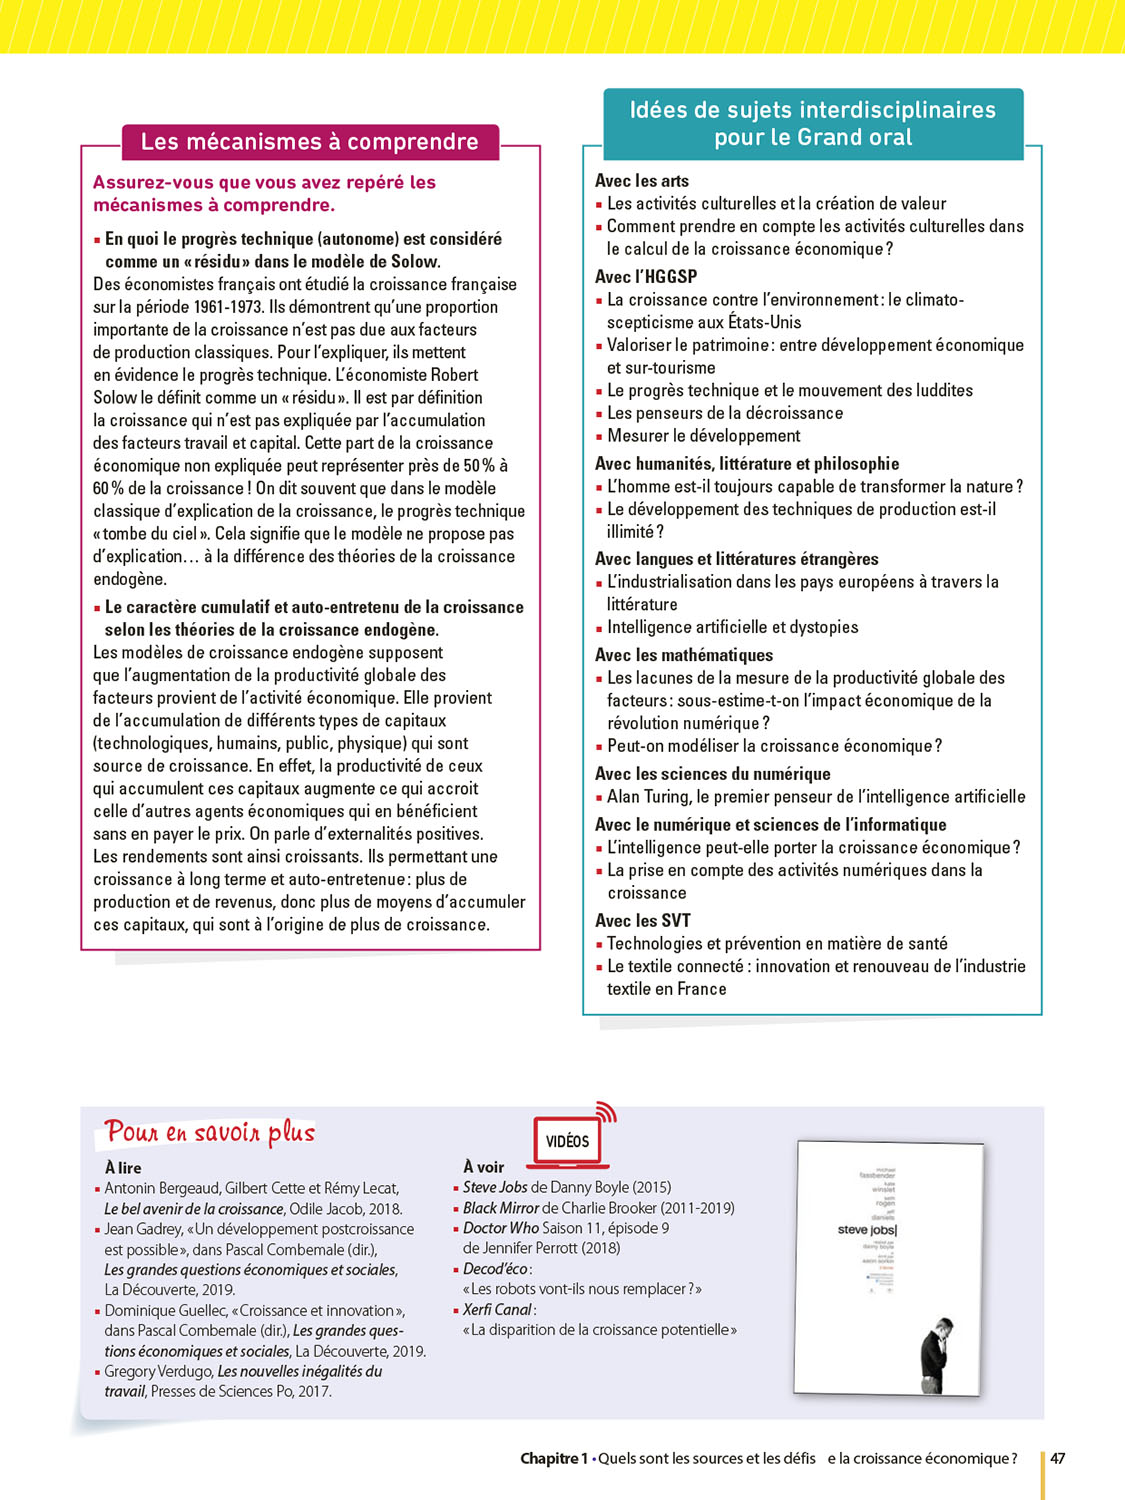 Les mécanismes à comprendre
Assurez-vous que vous avez repéré les
mécanismes à comprendre.
▪ En quoi le progrès technique (autonome) est considéré
comme un « résidu » dans le modèle de Solow.
Des économistes français ont étudié la croissance française
sur la période 1961-1973. Ils démontrent qu’une proportion
importante de la croissance n’est pas due aux facteurs
de production classiques. Pour l’expliquer, ils mettent
en évidence le progrès technique. L’économiste Robert
Solow le définit comme un « résidu ». Il est par définition
la croissance qui n’est pas expliquée par l’accumulation
des facteurs travail et capital. Cette part de la croissance
économique non expliquée peut représenter près de 50 % à
60 % de la croissance ! On dit souvent que dans le modèle
classique d’explication de la croissance, le progrès technique
« tombe du ciel ». Cela signifie que le modèle ne propose pas
d’explication… à la différence des théories de la croissance
endogène.
▪ Le caractère cumulatif et auto-entretenu de la croissance
selon les théories de la croissance endogène.
Les modèles de croissance endogène supposent
que l’augmentation de la productivité globale des
facteurs provient de l’activité économique. Elle provient
de l’accumulation de différents types de capitaux
(technologiques, humains, public, physique) qui sont
source de croissance. En effet, la productivité de ceux
qui accumulent ces capitaux augmente ce qui accroit
celle d’autres agents économiques qui en bénéficient
sans en payer le prix. On parle d’externalités positives.
Les rendements sont ainsi croissants. Ils permettant une
croissance à long terme et auto-entretenue : plus de
production et de revenus, donc plus de moyens d’accumuler
ces capitaux, qui sont à l’origine de plus de croissance.
Idées de sujets interdisciplinaires
pour le Grand oral
Avec les arts
▪ Les activités culturelles et la création de valeur
▪ Comment prendre en compte les activités culturelles dans
le calcul de la croissance économique ?
Avec l’HGGSP
▪ La croissance contre l’environnement : le climato-
scepticisme aux États-Unis
▪ Valoriser le patrimoine : entre développement économique
et sur-tourisme
▪ Le progrès technique et le mouvement des luddites
▪ Les penseurs de la décroissance
▪ Mesurer le développement
Avec humanités, littérature et philosophie
▪ L’homme est-il toujours capable de transformer la nature ?
▪ Le développement des techniques de production est-il
illimité ?
Avec langues et littératures étrangères
▪ L’industrialisation dans les pays européens à travers la
littérature
▪ Intelligence artificielle et dystopies
Avec les mathématiques
▪ Les lacunes de la mesure de la productivité globale des
facteurs : sous-estime-t-on l’impact économique de la
révolution numérique ?
▪ Peut-on modéliser la croissance économique ?
Avec les sciences du numérique
▪ Alan Turing, le premier penseur de l’intelligence artificielle
Avec le numérique et sciences de l’informatique
▪ L’intelligence peut-elle porter la croissance économique ?
▪ La prise en compte des activités numériques dans la
croissance
Avec les SVT
▪ Technologies et prévention en matière de santé
▪ Le textile connecté : innovation et renouveau de l’industrie
textile en France
Pour en savoir plus
À lire
▪ Antonin Bergeaud, Gilbert Cette et Rémy Lecat,
Le bel avenir de la croissance, Odile Jacob, 2018.
▪ Jean Gadrey, « Un développement postcroissance
est possible », dans Pascal Combemale (dir.),
Les grandes questions économiques et sociales,
La Découverte, 2019.
▪ Dominique Guellec, « Croissance et innovation »,
dans Pascal Combemale (dir.), Les grandes ques-
tions économiques et sociales, La Découverte, 2019.
▪ Gregory Verdugo, Les nouvelles inégalités du
travail, Presses de Sciences Po, 2017.
VIDÉOS
À voir
▪ Steve Jobs de Danny Boyle (2015)
▪ Black Mirror de Charlie Brooker (2011-2019)
▪ Doctor Who Saison 11, épisode 9
de Jennifer Perrott (2018)
▪ Decod’éco :
« Les robots vont-ils nous remplacer ? »
▪ Xerfi Canal :
« La disparition de la croissance potentielle »
michael
fassbender
kate
winslet
seth
rogen
jeff
daniels
steve jobs
danny boyle
aaron sorkin
Chapitre 1 • Quels sont les sources et les défis e la croissance économique ?
47